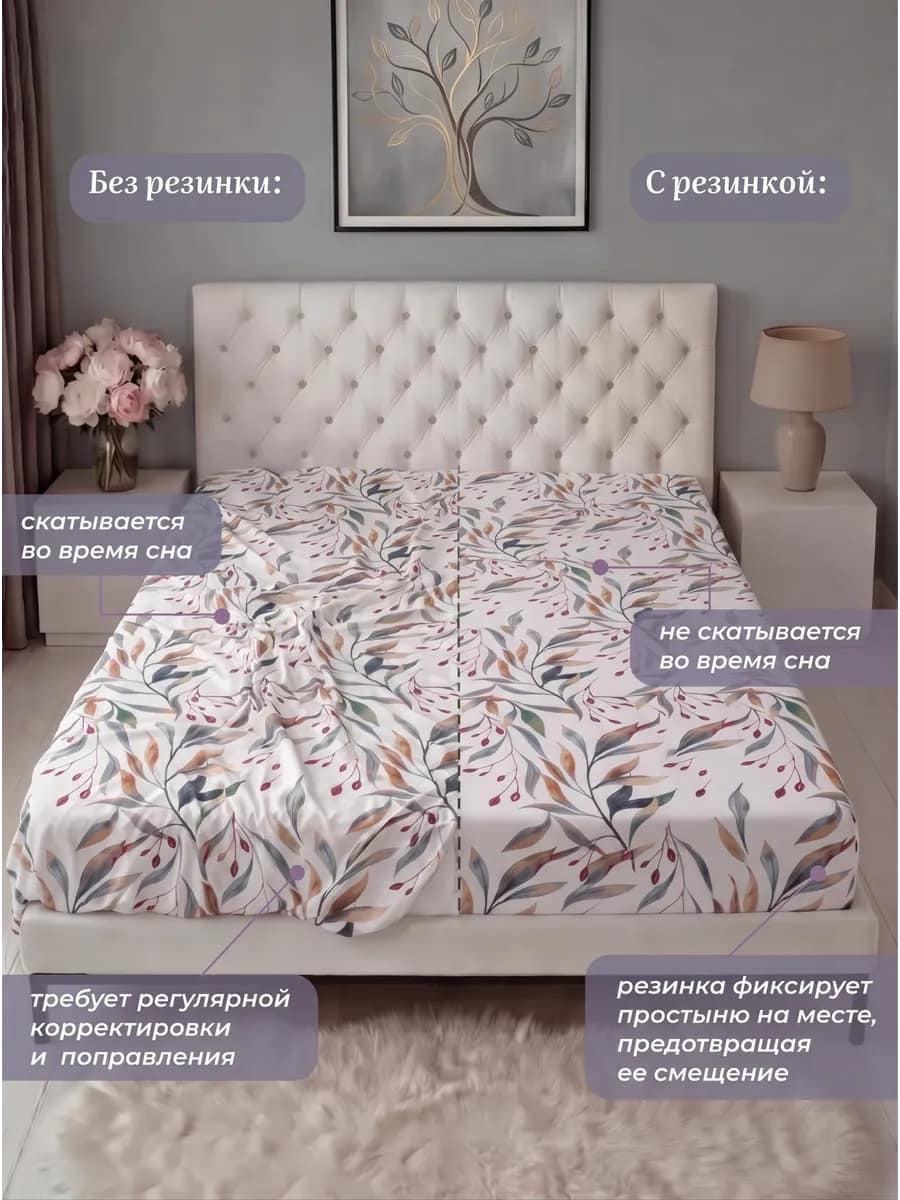 Без резинки:
С резинкой:
скатывается
во время сна
не скатывается
во время сна
требует регулярной
корректировки
и поправления
резинка фиксирует
простыню на месте,
предотвращая
ее смещение